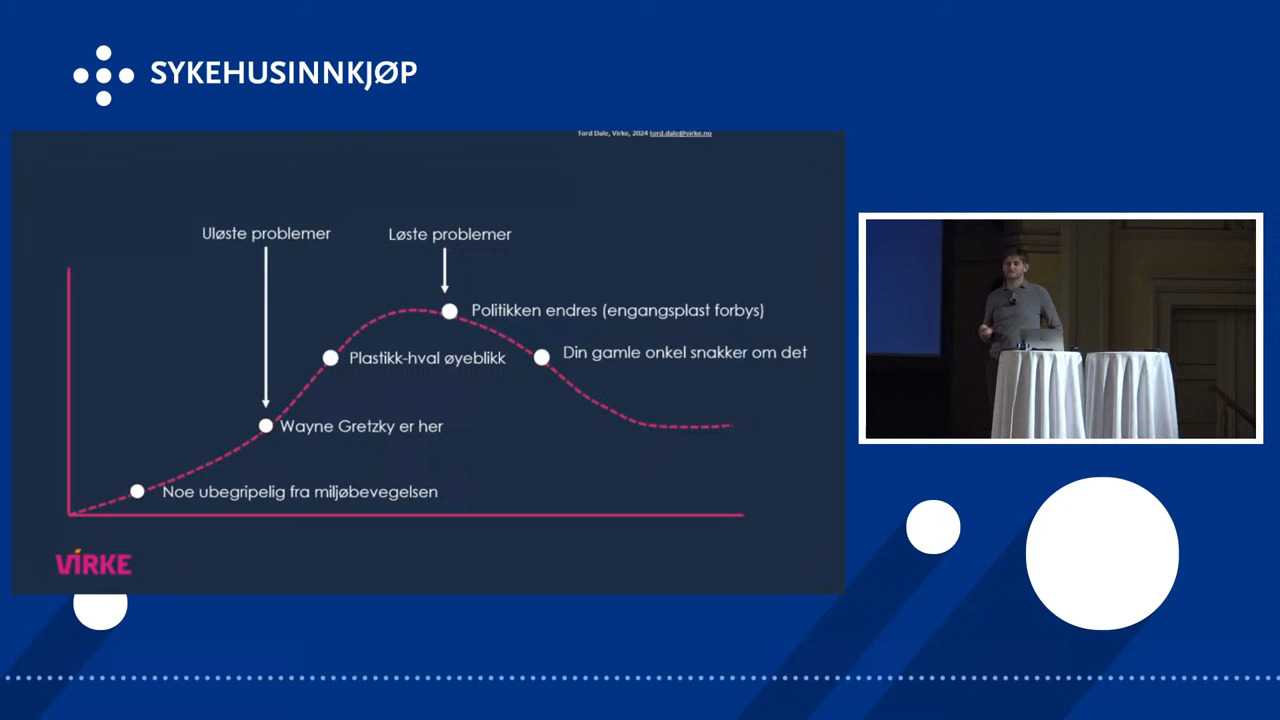 SYKEHUSINNKJØP
Tord Dale, Virke, 2024 tord.dale@virke.no
Uløste problemer
Løste problemer
Politikken endres (engangsplast forbys)
Din gamle onkel snakker om det
Plastikk-hval øyeblikk
Wayne Gretzky er her
Noe ubegripelig fra miljøbevegelsen
VIRKE